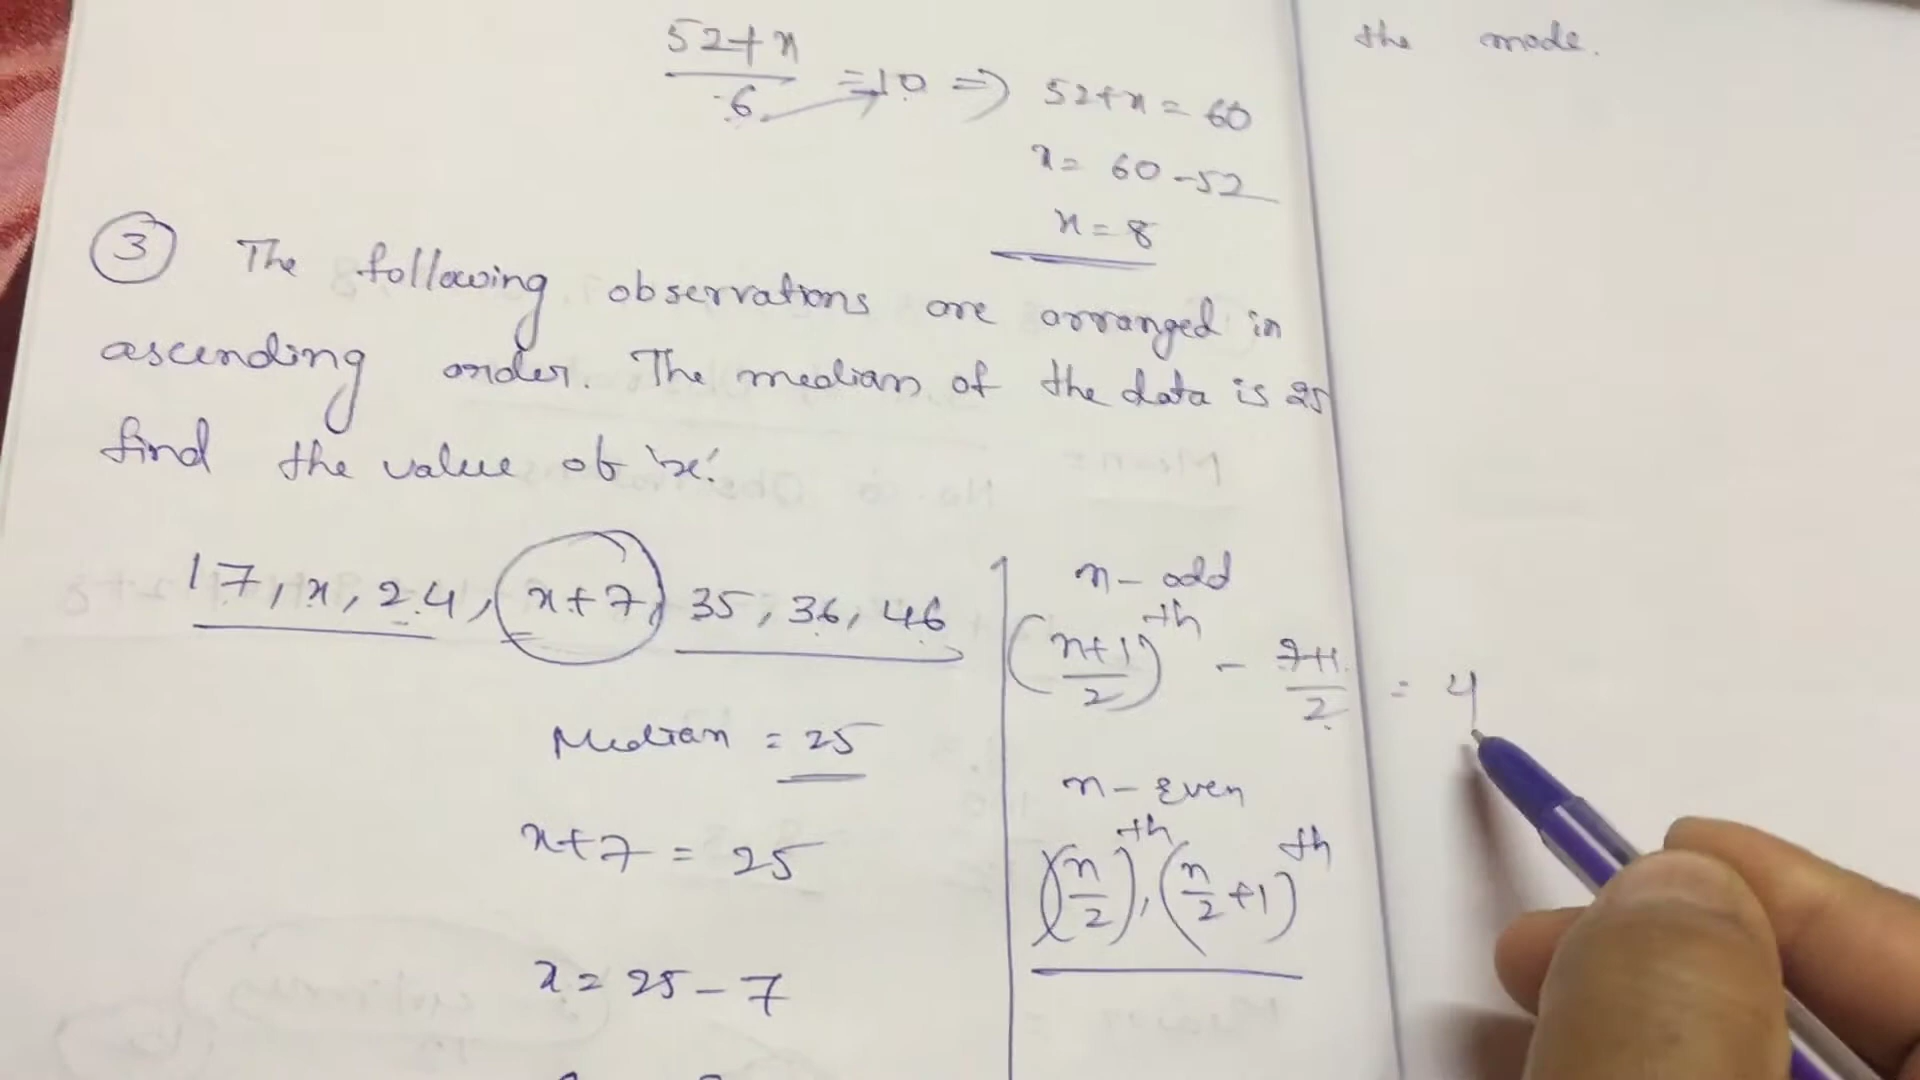 52+x
6
=10 => 52+x = 60
x = 60 - 52
x = 8
the mode.
3 The following observations are arranged in
ascending order. The median of the data is 25
find the value of 'x'.
17, x, 24, x+7, 35, 36, 46
Median = 25
x+7 = 25
x = 25 - 7
n - odd
(n+1/2)th - 7+1/2 = 4
n - Even
(n/2)th, (n/2 + 1)th